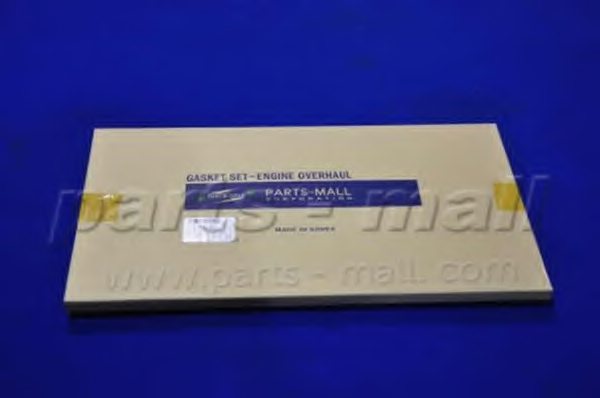 GASKET SET-ENGINE OVERHAUL
PARTS-MALL
CORPORATION
MADE IN KOREA
parts - mall
www.parts-mall.com